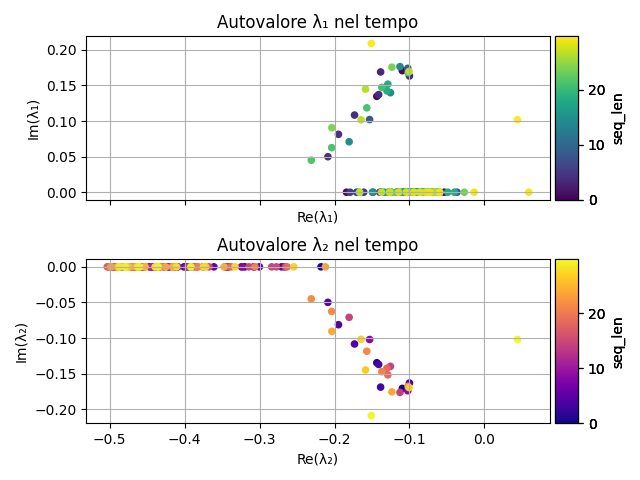 Autovalore λ₁ nel tempo
0.20
0.15
0.10
0.05
0.00
Im(λ₁)
Re(λ₁)
20
10
0
seq_len
Autovalore λ₂ nel tempo
0.00
−0.05
−0.10
−0.15
−0.20
Im(λ₂)
−0.5 −0.4 −0.3 −0.2 −0.1 0.0
Re(λ₂)
20
10
0
seq_len